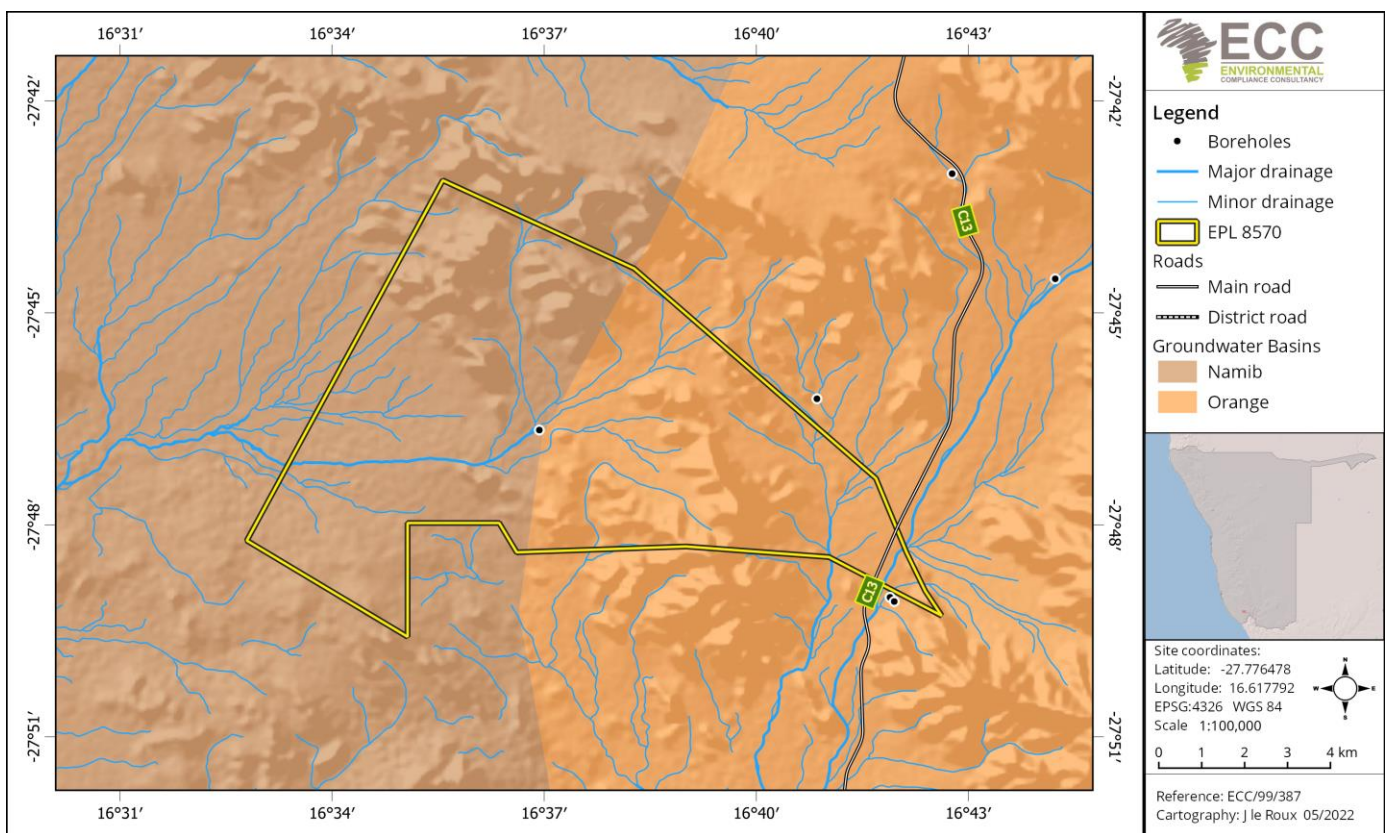 16°31′ 16°34′ 16°37′ 16°40′ 16°43′
-27°42′ -27°42′
-27°45′ -27°45′
-27°48′ -27°48′
-27°51′ -27°51′
C13
C13
16°31′ 16°34′ 16°37′ 16°40′ 16°43′
ECC
ENVIRONMENTAL
COMPLIANCE CONSULTANCY
Legend
Boreholes
Major drainage
Minor drainage
EPL 8570
Roads
Main road
District road
Groundwater Basins
Namib
Orange
Site coordinates:
Latitude: -27.776478
Longitude: 16.617792
EPSG:4326 WGS 84
Scale 1:100,000
N
W E
S
0 1 2 3 4 km
Reference: ECC/99/387
Cartography: J le Roux 05/2022